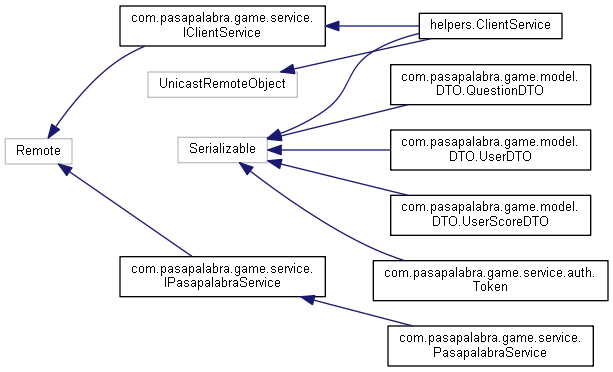 com.pasapalabra.game.service.
IClientService
helpers.ClientService
UnicastRemoteObject
com.pasapalabra.game.model.
DTO.QuestionDTO
Remote
Serializable
com.pasapalabra.game.model.
DTO.UserDTO
com.pasapalabra.game.model.
DTO.UserScoreDTO
com.pasapalabra.game.service.
IPasapalabraService
com.pasapalabra.game.service.auth.
Token
com.pasapalabra.game.service.
PasapalabraService